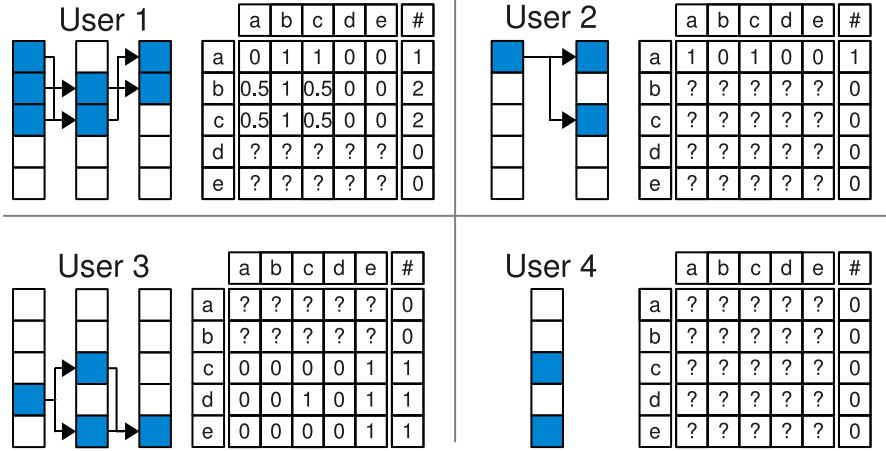 User 1
a b c d e #
a 0 1 1 0 0 1
b 0.5 1 0.5 0 0 2
c 0.5 1 0.5 0 0 2
d ? ? ? ? ? 0
e ? ? ? ? ? 0
User 2
a b c d e #
a 1 0 1 0 0 1
b ? ? ? ? ? 0
c ? ? ? ? ? 0
d ? ? ? ? ? 0
e ? ? ? ? ? 0
User 3
a b c d e #
a ? ? ? ? ? 0
b ? ? ? ? ? 0
c 0 0 0 0 1 1
d 0 0 1 0 1 1
e 0 0 0 0 1 1
User 4
a b c d e #
a ? ? ? ? ? 0
b ? ? ? ? ? 0
c ? ? ? ? ? 0
d ? ? ? ? ? 0
e ? ? ? ? ? 0